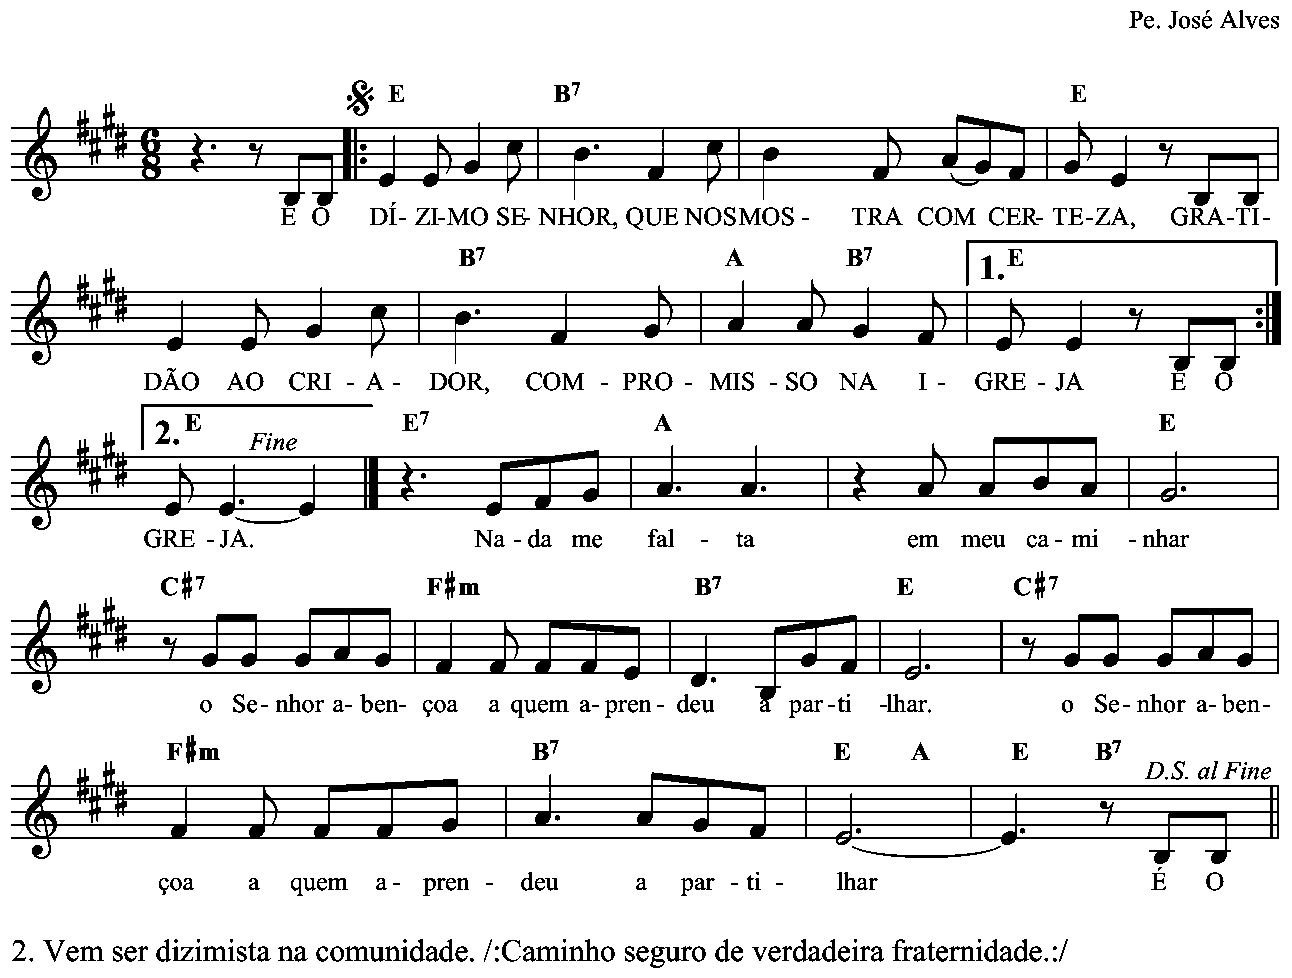 Pe. José Alves
E B7 E
6
8
E O DÍ- ZI-MO SE- NHOR, QUE NOS MOS - TRA COM CER- TE-ZA, GRA-TI-
B7 A B7 1. E
DÃO AO CRI - A - DOR, COM - PRO - MIS - SO NA I - GRE - JA E O
2. E Fine E7 A E
GRE -JA. Na - da me fal - ta em meu ca - mi -nhar
C#7 F#m B7 E C#7
o Se- nhor a- ben- çoa a quem a-pren- deu a par-ti -lhar. o Se- nhor a-ben-
F#m B7 E A E B7 D.S. al Fine
çoa a quem a- pren- deu a par - ti - lhar É O
2. Vem ser dizimista na comunidade. /:Caminho seguro de verdadeira fraternidade.:/